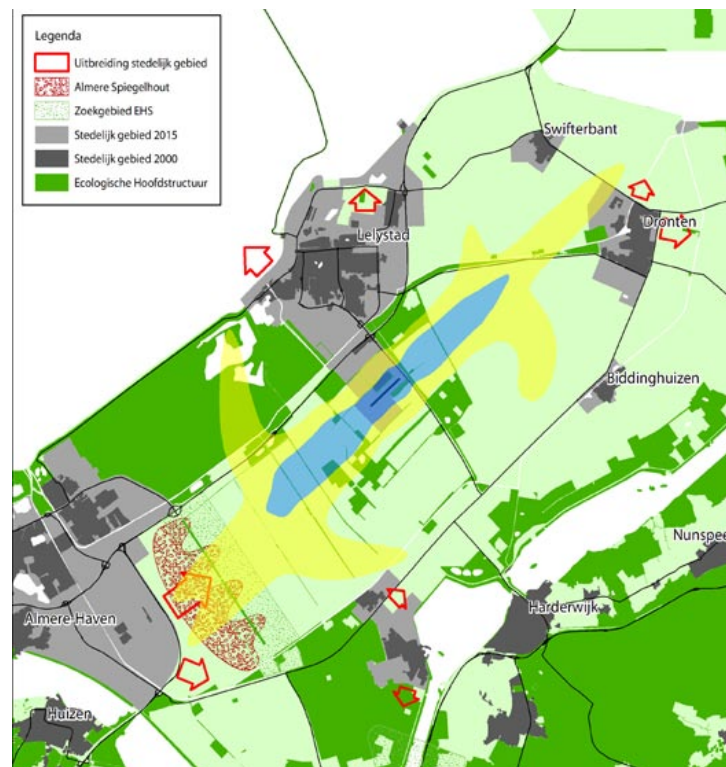 Legenda
Uitbreiding stedelijk gebied
Almere Spiegelhout
Zoekgebied EHS
Stedelijk gebied 2015
Stedelijk gebied 2000
Ecologische Hoofdstructuur
Swifterbant
Dronten
Lelystad
Biddinghuizen
Nunspee
Harderwijk
Almere-Haven
Huizen